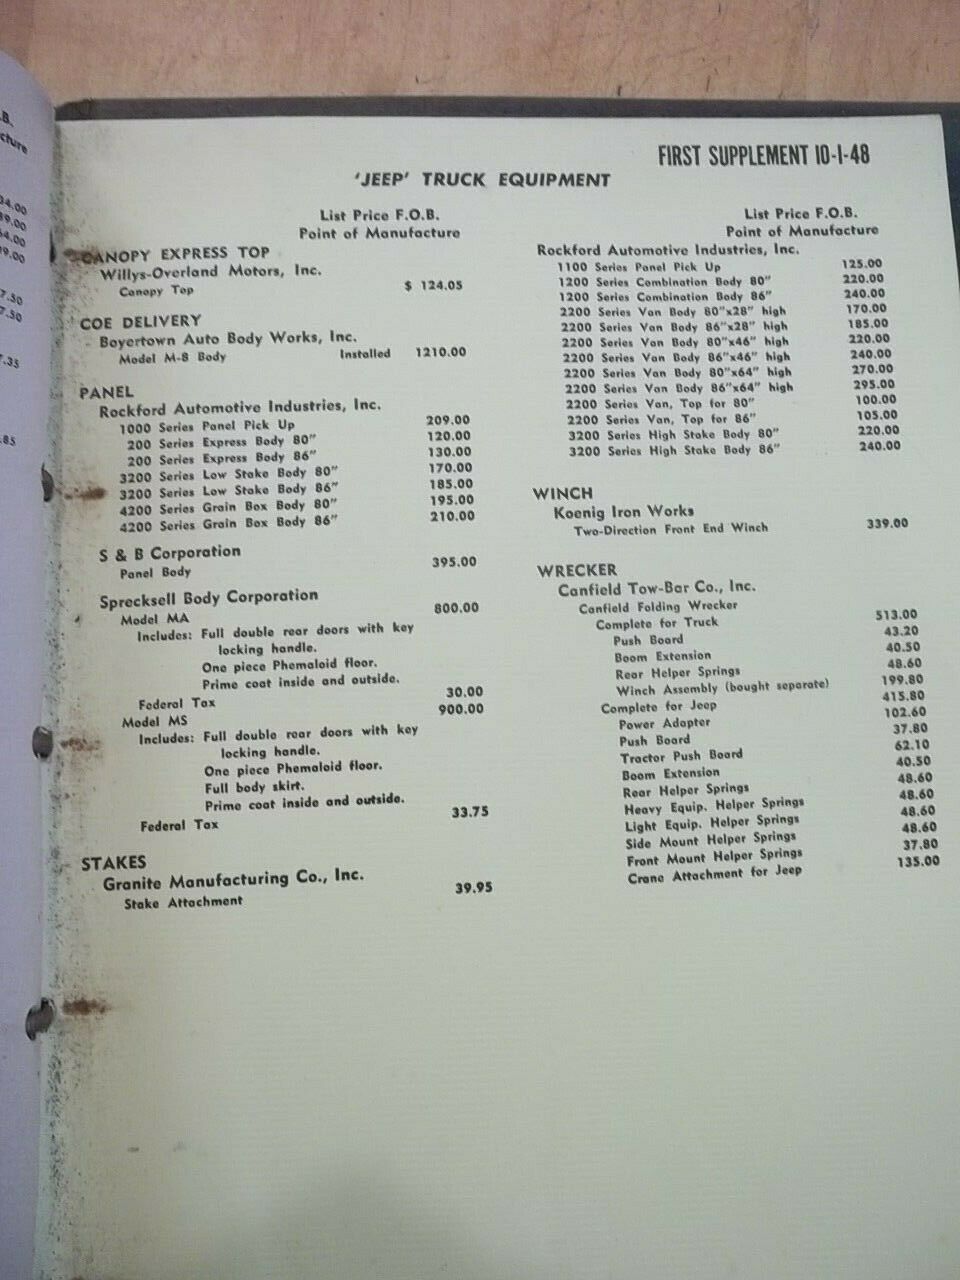 FIRST SUPPLEMENT 10-1-48
'JEEP' TRUCK EQUIPMENT
List Price F.O.B.
Point of Manufacture
CANOPY EXPRESS TOP
Willys-Overland Motors, Inc.
Canopy Top $ 124.05
COE DELIVERY
Boyertown Auto Body Works, Inc.
Model M-8 Body Installed 1210.00
PANEL
Rockford Automotive Industries, Inc.
1000 Series Panel Pick Up 209.00
200 Series Express Body 80" 120.00
200 Series Express Body 86" 130.00
3200 Series Low Stake Body 80" 170.00
3200 Series Low Stake Body 86" 185.00
4200 Series Grain Box Body 80" 195.00
4200 Series Grain Box Body 86" 210.00
S & B Corporation
Panel Body 395.00
Sprecksell Body Corporation
Model MA 800.00
Includes: Full double rear doors with key
locking handle.
One piece Phemaloid floor.
Prime coat inside and outside.
Federal Tax 30.00
Model MS 900.00
Includes: Full double rear doors with key
locking handle.
One piece Phemaloid floor.
Full body skirt.
Prime coat inside and outside.
Federal Tax 33.75
STAKES
Granite Manufacturing Co., Inc.
Stake Attachment 39.95
List Price F.O.B.
Point of Manufacture
Rockford Automotive Industries, Inc.
1100 Series Panel Pick Up 125.00
1200 Series Combination Body 80" 220.00
1200 Series Combination Body 86" 240.00
2200 Series Van Body 80"x28" high 170.00
2200 Series Van Body 86"x28" high 185.00
2200 Series Van Body 80"x46" high 220.00
2200 Series Van Body 86"x46" high 240.00
2200 Series Van Body 80"x64" high 270.00
2200 Series Van Body 86"x64" high 295.00
2200 Series Van, Top for 80" 100.00
2200 Series Van, Top for 86" 105.00
3200 Series High Stake Body 80" 220.00
3200 Series High Stake Body 86" 240.00
WINCH
Koenig Iron Works
Two-Direction Front End Winch 339.00
WRECKER
Canfield Tow-Bar Co., Inc.
Canfield Folding Wrecker
Complete for Truck 513.00
Push Board 43.20
Boom Extension 40.50
Rear Helper Springs 48.60
Winch Assembly (bought separate) 199.80
Complete for Jeep 415.80
Power Adapter 102.60
Push Board 37.80
Tractor Push Board 62.10
Boom Extension 40.50
Rear Helper Springs 48.60
Heavy Equip. Helper Springs 48.60
Light Equip. Helper Springs 48.60
Side Mount Helper Springs 48.60
Front Mount Helper Springs 37.80
Crane Attachment for Jeep 135.00